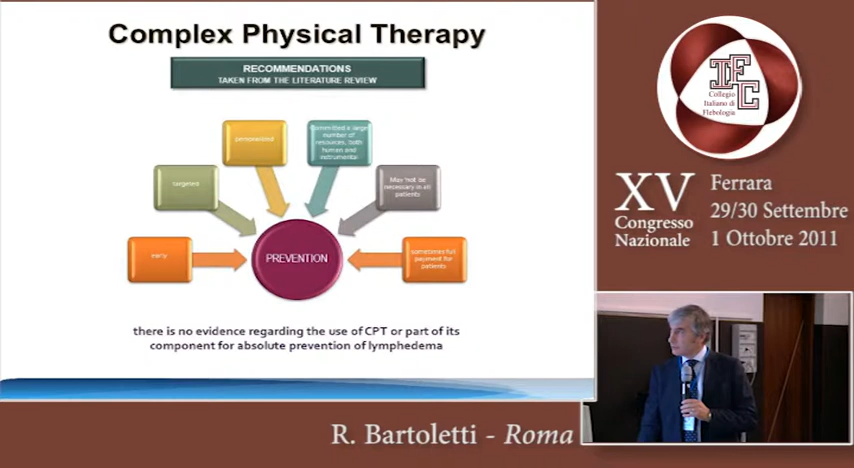 Complex Physical Therapy
RECOMMENDATIONS
TAKEN FROM THE LITERATURE REVIEW
early
targeted
personalized
Committed a large
number of
resources, both
human and
instrumental
May not be
necessary in all
patients
sometimes full
payment for
patients
PREVENTION
there is no evidence regarding the use of CPT or part of its
component for absolute prevention of lymphedema
IFC
Collegio
Italiano di
Flebologia
XV
Congresso
Nazionale
Ferrara
29/30 Settembre
1 Ottobre 2011
R. Bartoletti - Roma